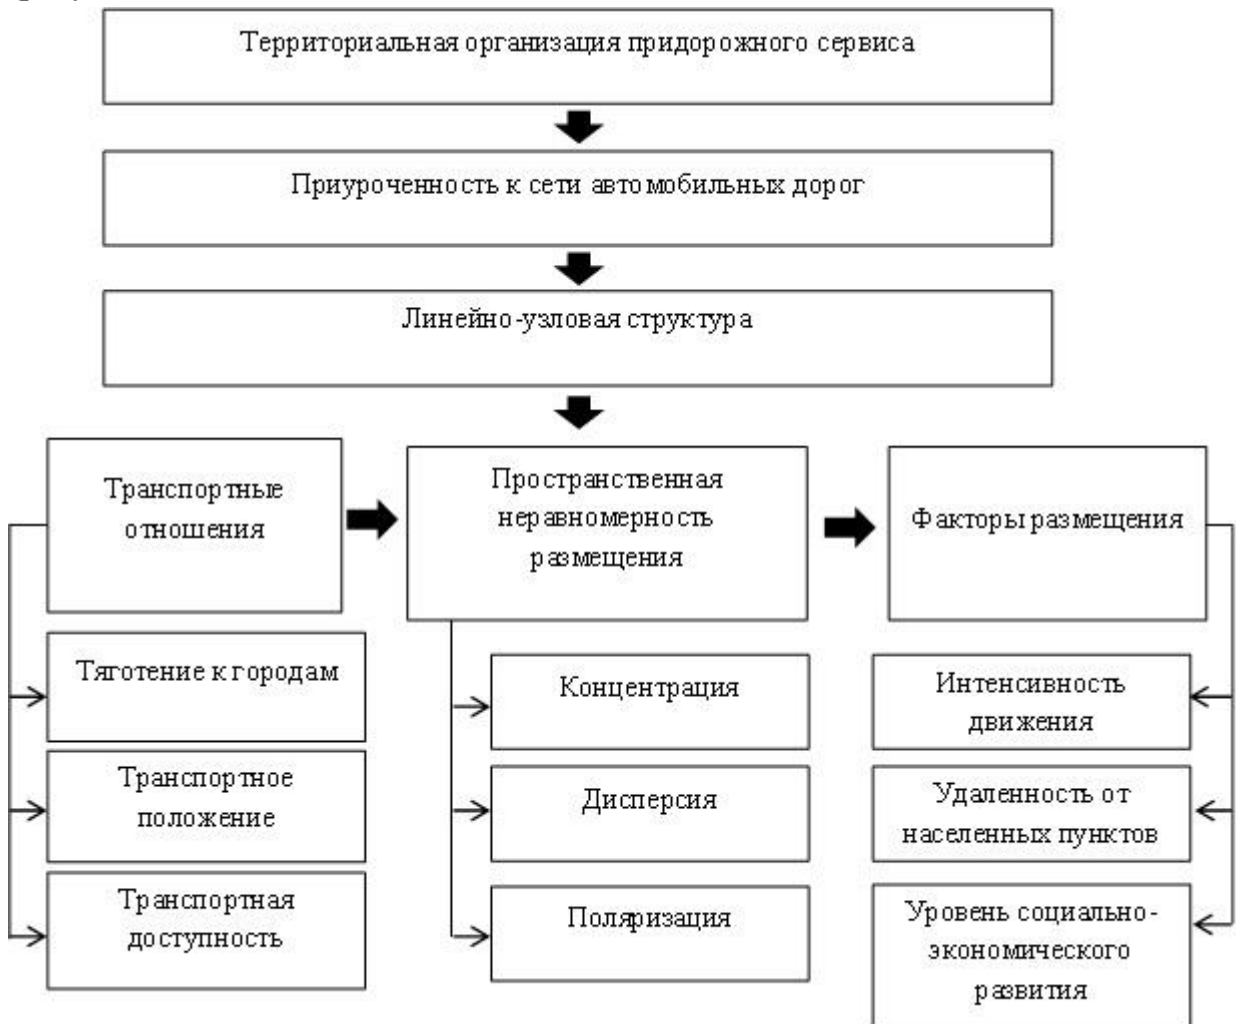 Территориальная организация придорожного сервиса
Приуроченность к сети автомобильных дорог
Линейно-узловая структура
Транспортные
отношения
Пространственная
неравномерность
размещения
Факторы размещения
Тяготение к городам
Транспортное
положение
Транспортная
доступность
Концентрация
Дисперсия
Поляризация
Интенсивность
движения
Удаленность от
населенных пунктов
Уровень социально-
экономического
развития